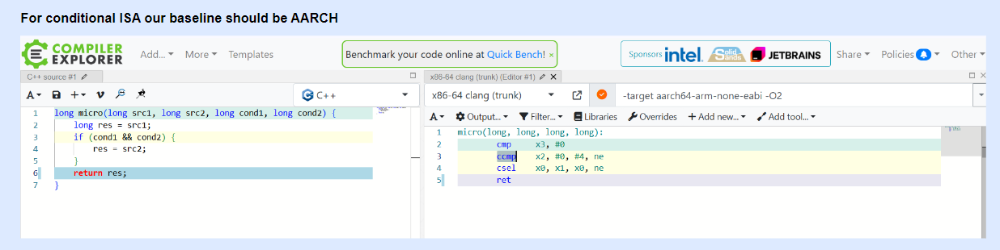 For conditional ISA our baseline should be AARCH
COMPILER EXPLORER Add... More Templates Benchmark your code online at Quick Bench! × Sponsors intel. Solid Sands JETBRAINS Share Policies Other
C++ source #1 x86-64 clang (trunk) (Editor #1)
A C++ x86-64 clang (trunk) -target aarch64-arm-none-eabi -O2
A Output... Filter... Libraries Overrides + Add new... Add tool...
1 long micro(long src1, long src2, long cond1, long cond2) {
2 long res = src1;
3 if (cond1 && cond2) {
4 res = src2;
5 }
6 return res;
7 }
1 micro(long, long, long, long):
2 cmp x3, #0
3 ccmp x2, #0, #4, ne
4 csel x0, x1, x0, ne
5 ret